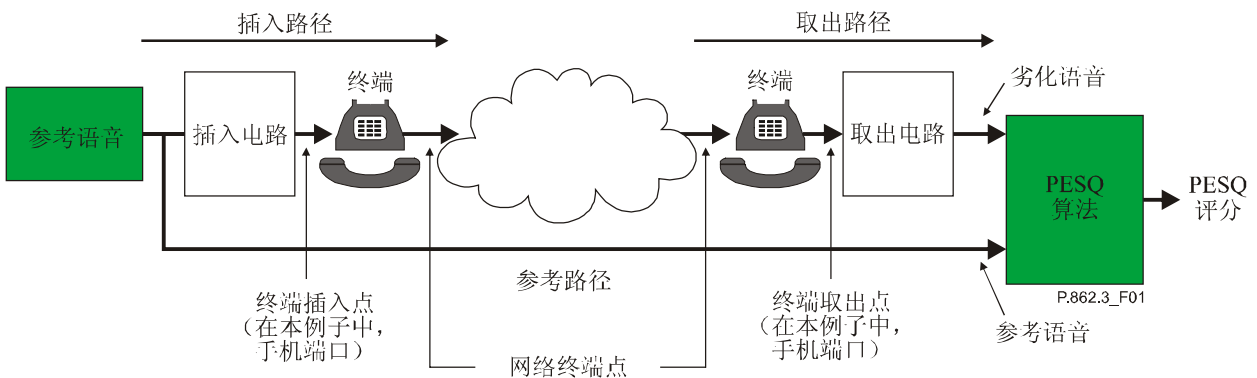 插入路径
取出路径
终端
终端
劣化语音
参考语音
插入电路
取出电路
PESQ
算法
PESQ
评分
参考路径
P.862.3_F01
终端插入点
（在本例子中，
手机端口）
终端取出点
（在本例子中，
手机端口）
参考语音
网络终端点